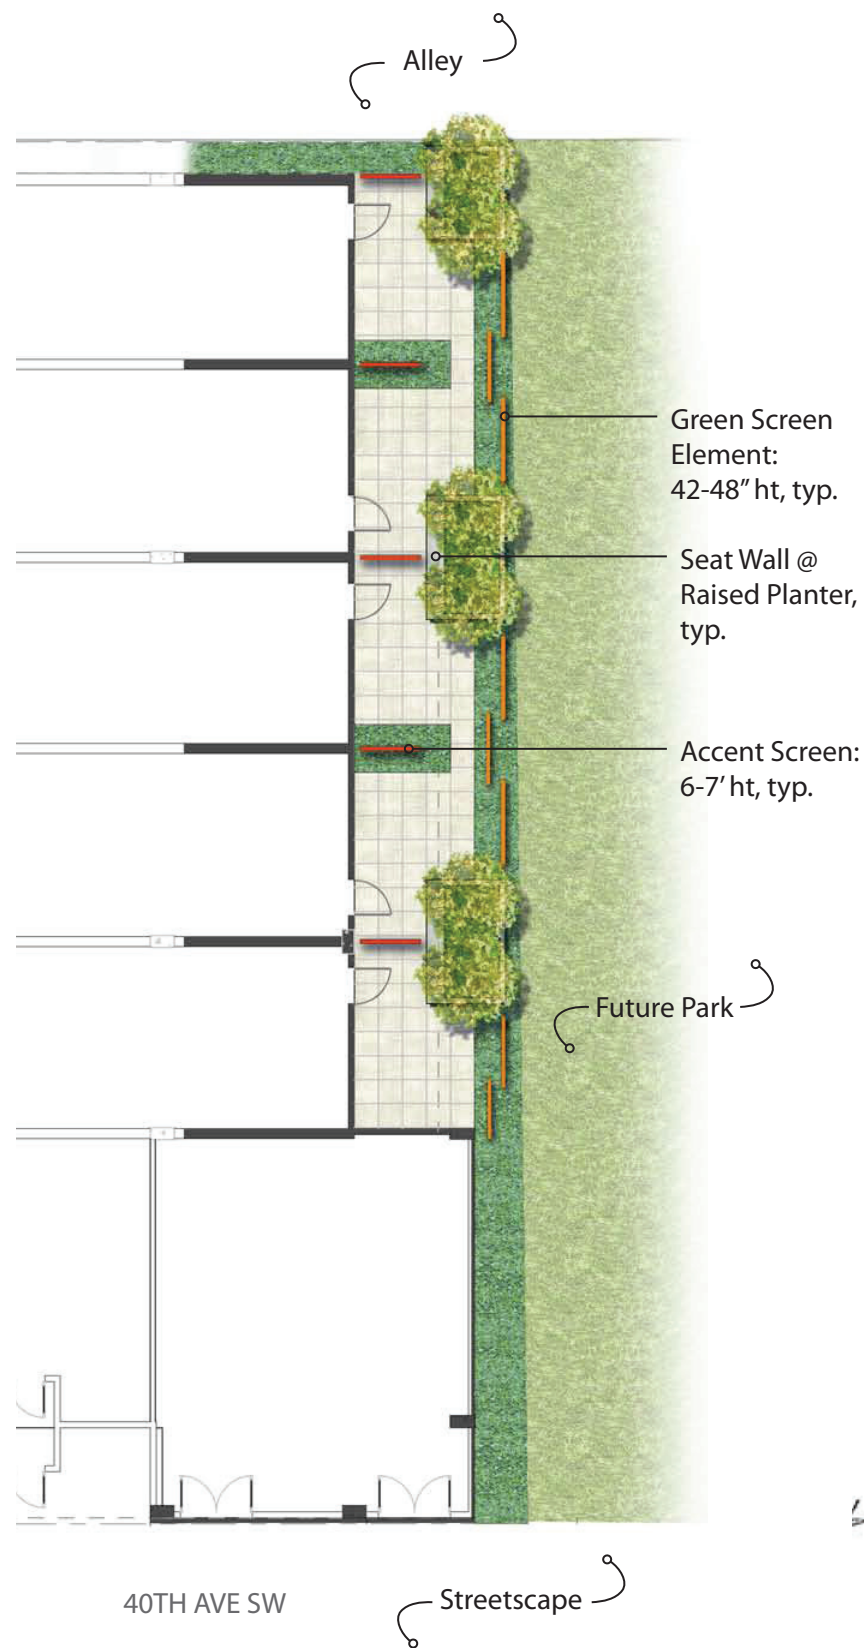 Alley
Green Screen
Element:
42-48” ht, typ.
Seat Wall @
Raised Planter,
typ.
Accent Screen:
6-7’ ht, typ.
Future Park
40TH AVE SW
Streetscape